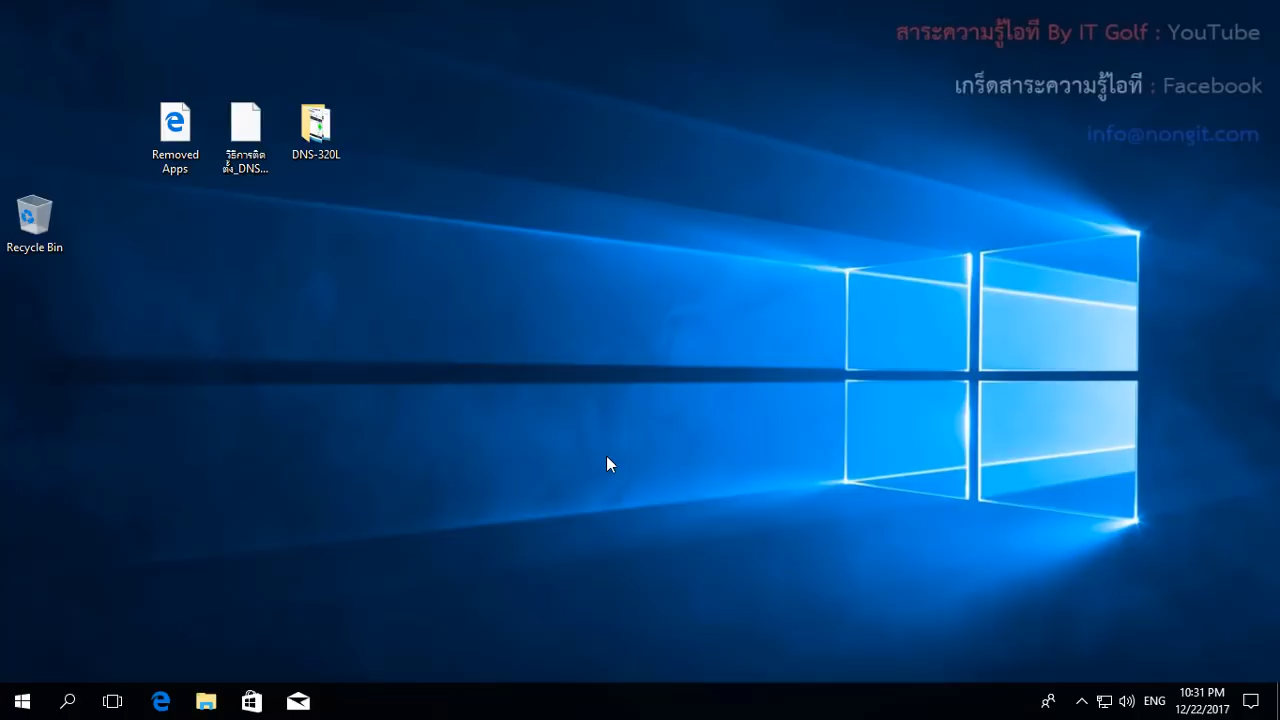 สาระความรู้ไอที By IT Golf : YouTube
เกร็ดสาระความรู้ไอที : Facebook
info@nongit.com
Removed
Apps
วิธีการติด
ตั้ง_DNS...
DNS-320L
Recycle Bin
ENG
10:31 PM
12/22/2017